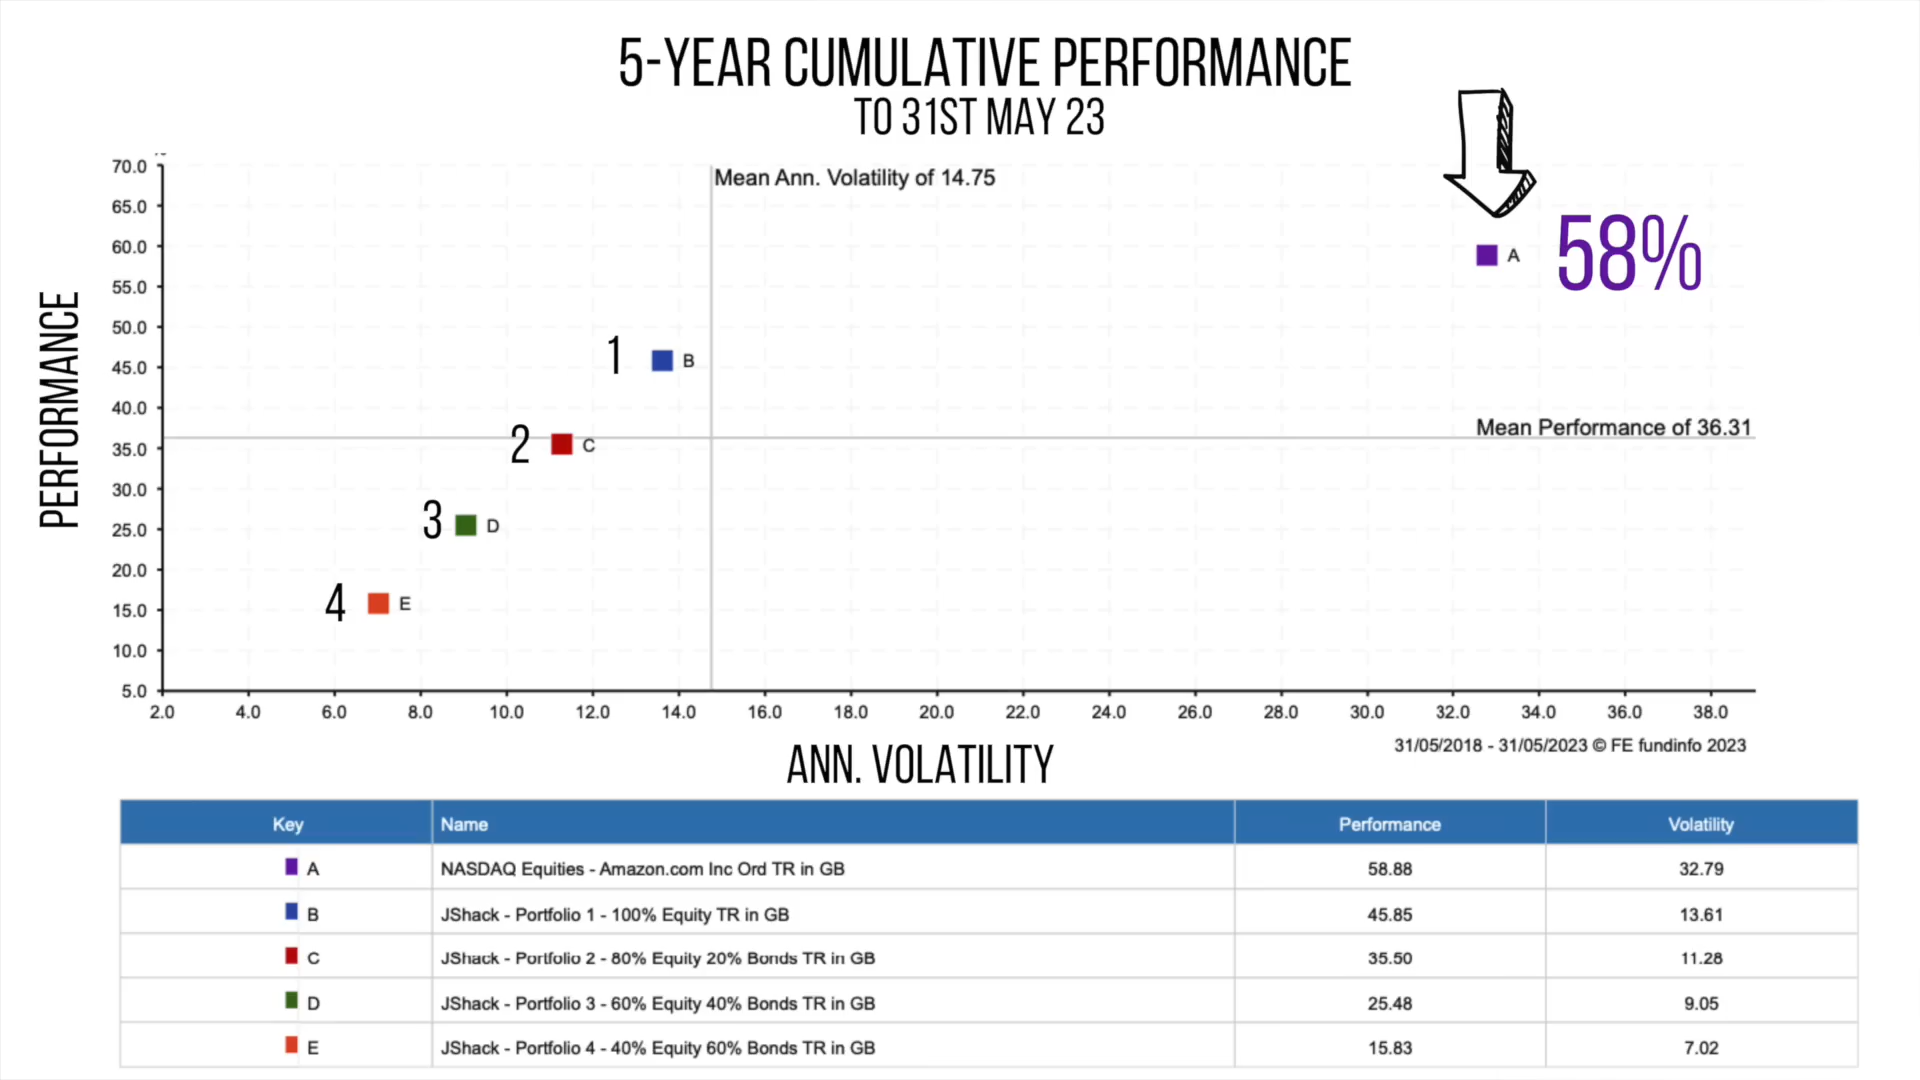 5-YEAR CUMULATIVE PERFORMANCE
TO 31ST MAY 23
70.0
65.0
60.0
55.0
50.0
45.0
40.0
35.0
30.0
25.0
20.0
15.0
10.0
5.0
PERFORMANCE
Mean Ann. Volatility of 14.75
A 58%
1 B
Mean Performance of 36.31
2 C
3 D
4 E
2.0 4.0 6.0 8.0 10.0 12.0 14.0 16.0 18.0 20.0 22.0 24.0 26.0 28.0 30.0 32.0 34.0 36.0 38.0
31/05/2018 - 31/05/2023 © FE fundinfo 2023
ANN. VOLATILITY
Key Name Performance Volatility
A NASDAQ Equities - Amazon.com Inc Ord TR in GB 58.88 32.79
B JShack - Portfolio 1 - 100% Equity TR in GB 45.85 13.61
C JShack - Portfolio 2 - 80% Equity 20% Bonds TR in GB 35.50 11.28
D JShack - Portfolio 3 - 60% Equity 40% Bonds TR in GB 25.48 9.05
E JShack - Portfolio 4 - 40% Equity 60% Bonds TR in GB 15.83 7.02